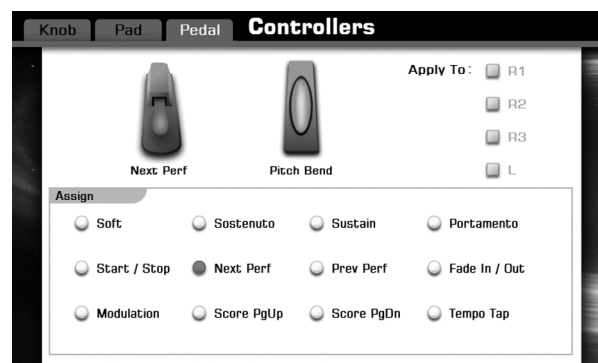 Knob Pad Pedal Controllers
Apply To: R1
R2
R3
L
Next Perf Pitch Bend
Assign
Soft Sostenuto Sustain Portamento
Start / Stop Next Perf Prev Perf Fade In / Out
Modulation Score PgUp Score PgDn Tempo Tap